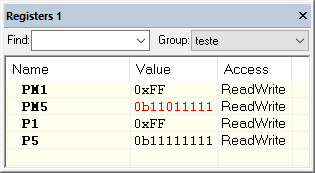 Registers 1
Find: Group: teste
Name Value Access
PM1 0xFF ReadWrite
PM5 0b11011111 ReadWrite
P1 0xFF ReadWrite
P5 0b11111111 ReadWrite